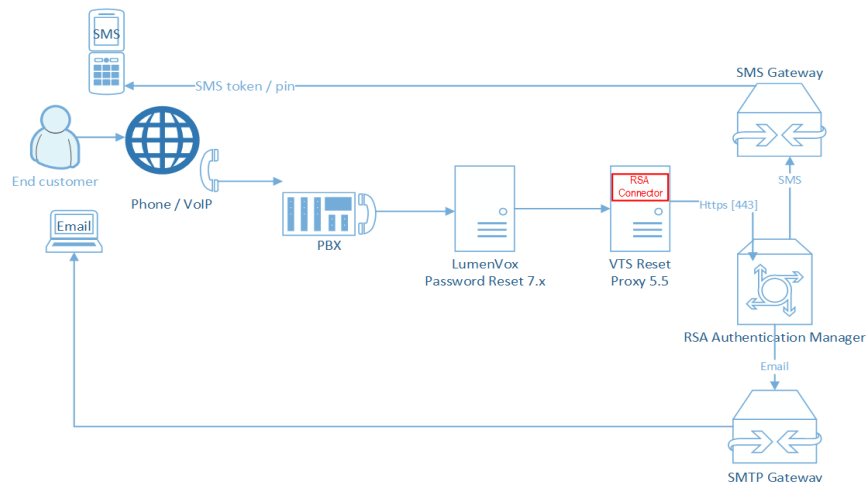 SMS
SMS Gateway
SMS token / pin
End customer
SMS
RSA
Connector
Https [443]
Phone / VoIP
Email
PBX
LumenVox
Password Reset 7.x
VTS Reset
Proxy 5.5
RSA Authentication Manager
Email
SMTP Gateway